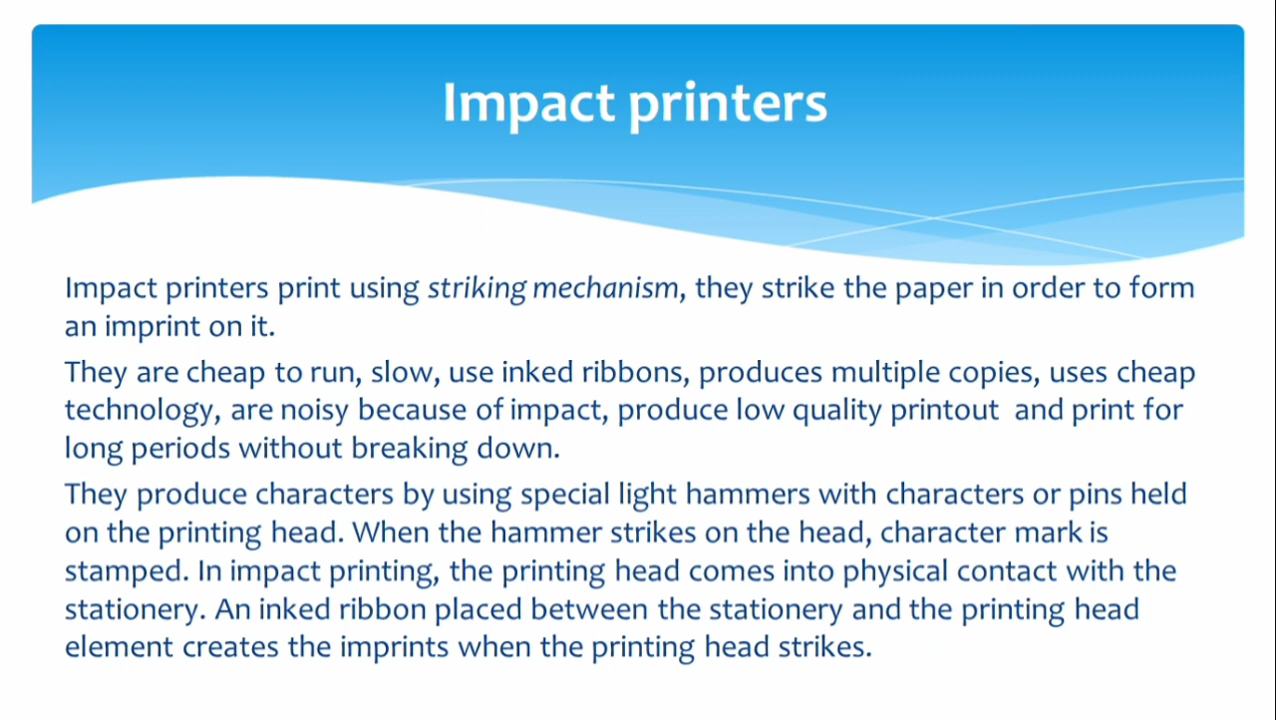 Impact printers
Impact printers print using striking mechanism, they strike the paper in order to form
an imprint on it.
They are cheap to run, slow, use inked ribbons, produces multiple copies, uses cheap
technology, are noisy because of impact, produce low quality printout  and print for
long periods without breaking down.
They produce characters by using special light hammers with characters or pins held
on the printing head. When the hammer strikes on the head, character mark is
stamped. In impact printing, the printing head comes into physical contact with the
stationery. An inked ribbon placed between the stationery and the printing head
element creates the imprints when the printing head strikes.